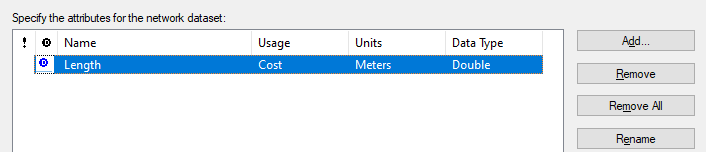 Specify the attributes for the network dataset:
! D Name Usage Units Data Type
D Length Cost Meters Double
Add...
Remove
Remove All
Rename